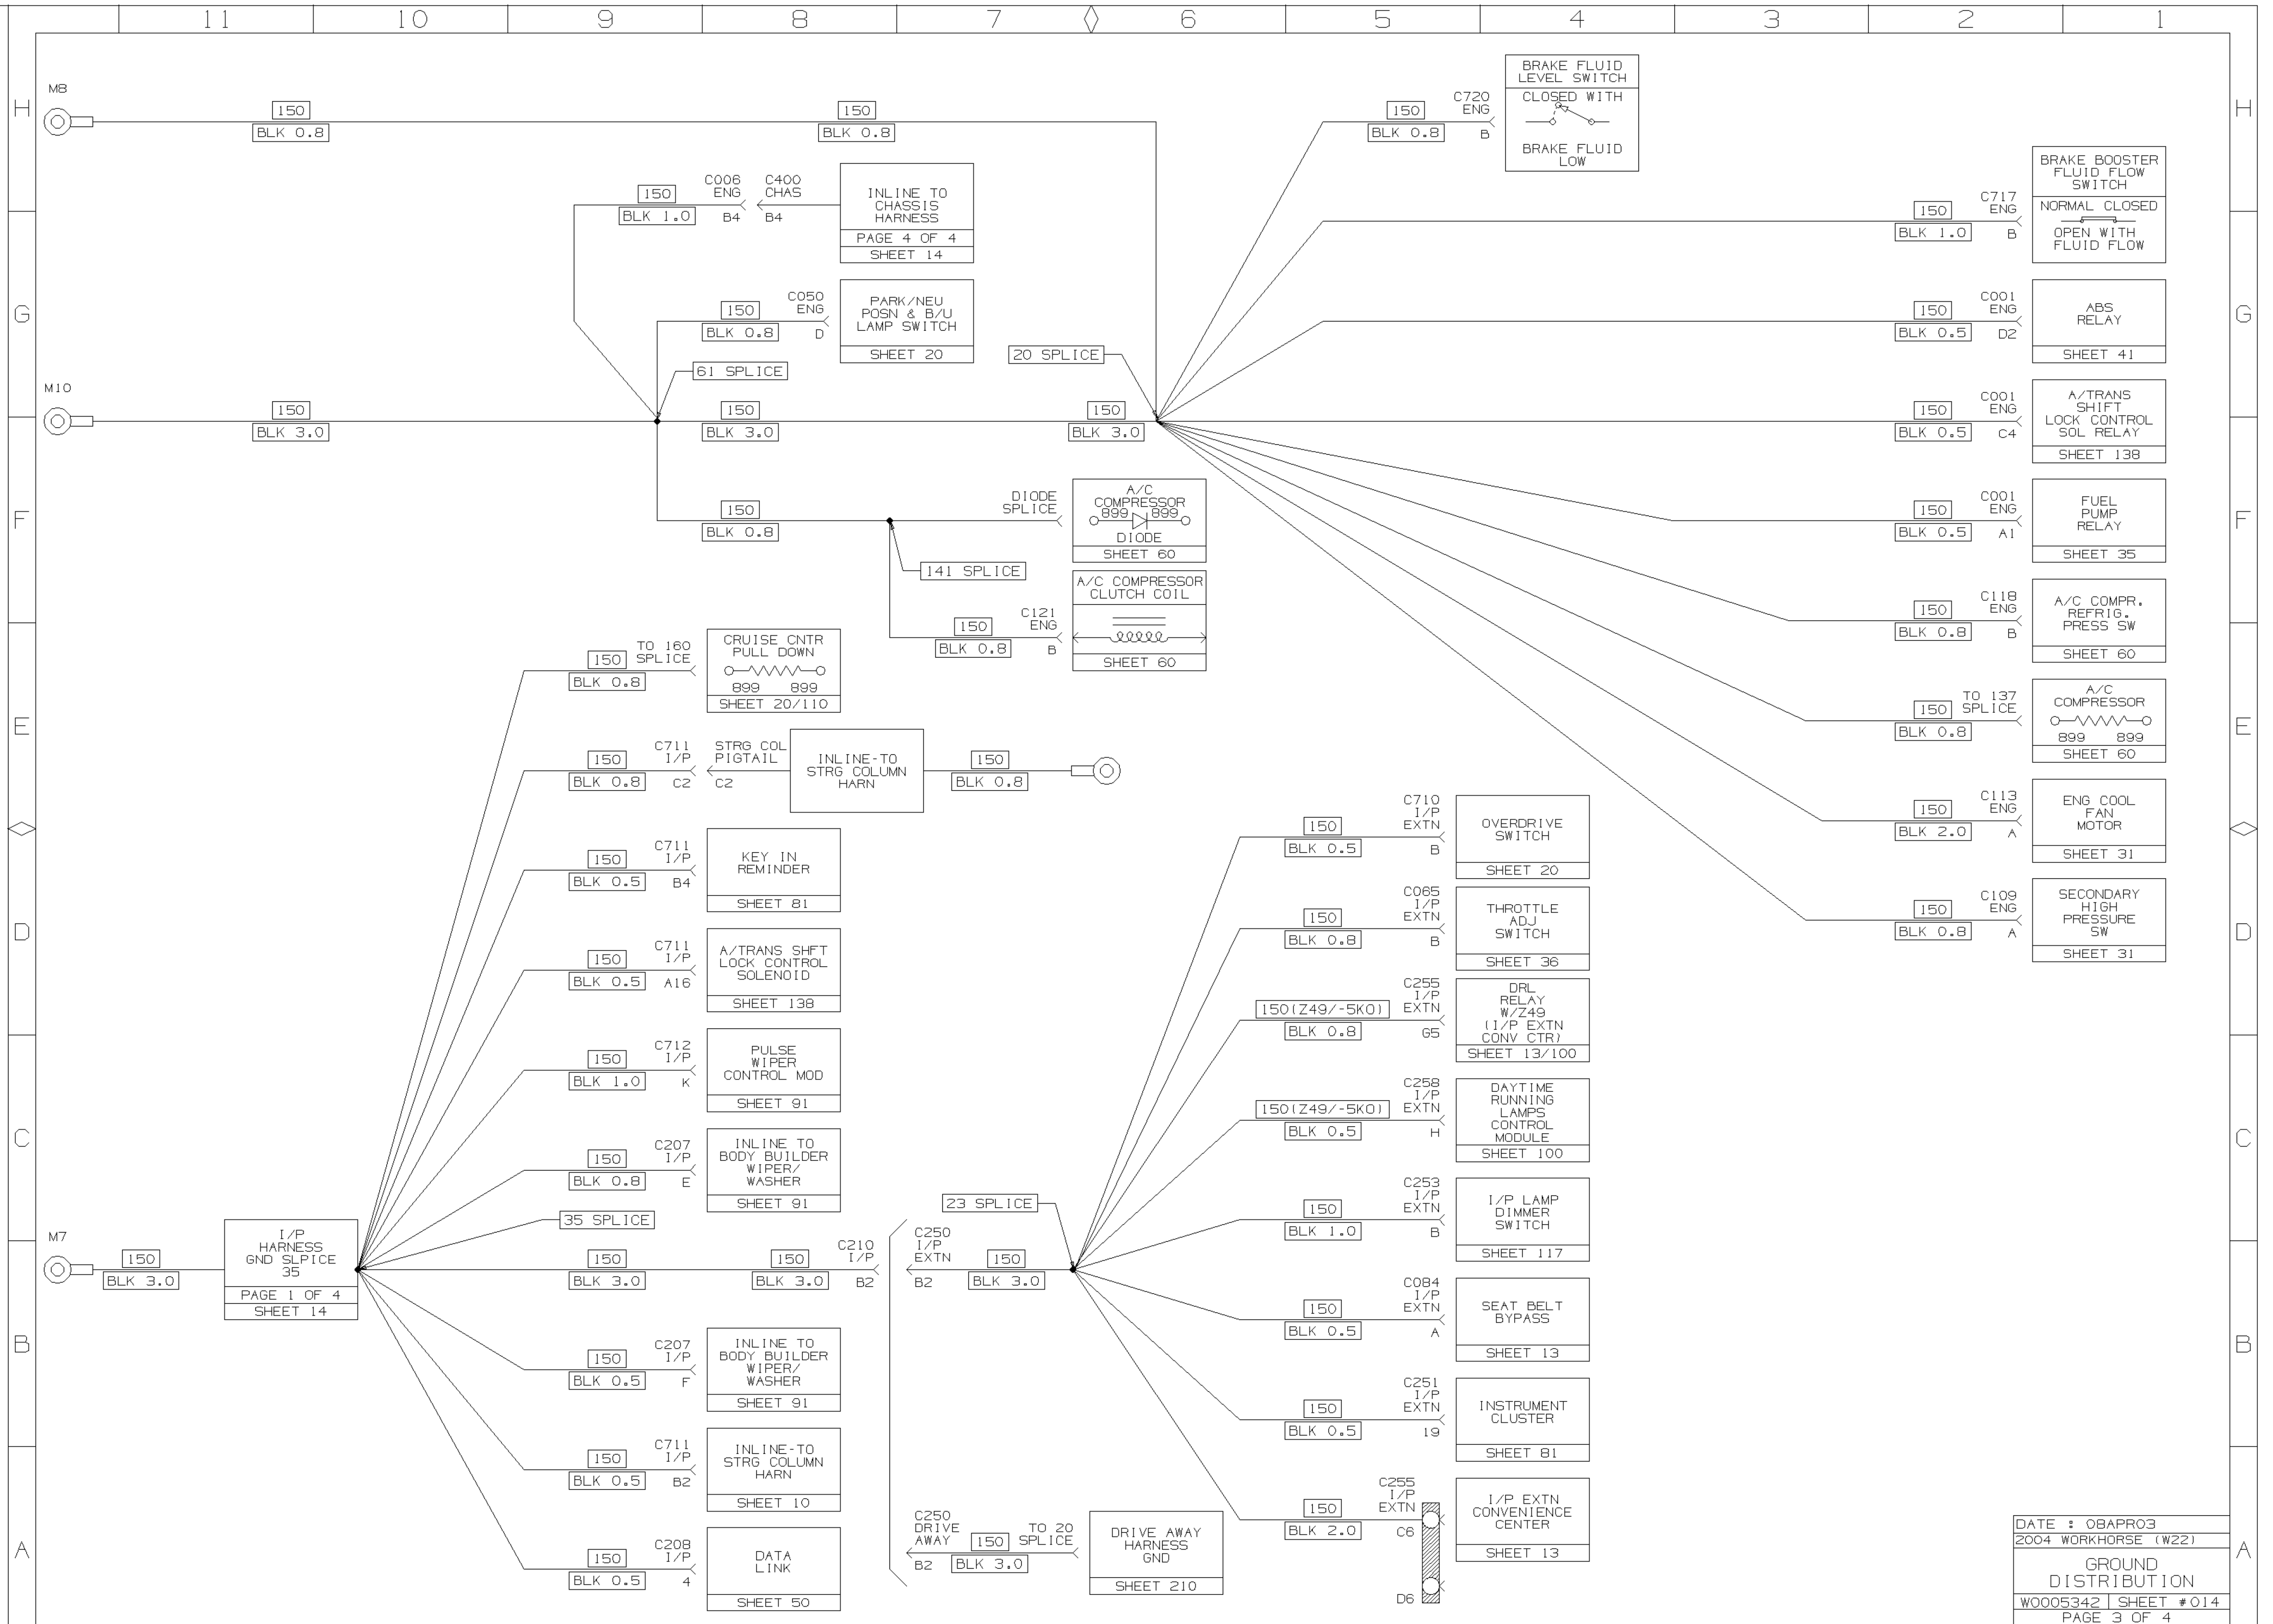 11 10 9 8 7 6 5 4 3 2 1
H
G
F
E
D
C
B
A
H
G
F
E
D
C
B
A
M8
150
BLK 0.8
150
BLK 0.8
150
BLK 1.0
C006
ENG
B4
C400
CHAS
B4
INLINE TO
CHASSIS
HARNESS
PAGE 4 OF 4
SHEET 14
150
BLK 0.8
C050
ENG
D
PARK/NEU
POSN & B/U
LAMP SWITCH
SHEET 20
61 SPLICE
20 SPLICE
M10
150
BLK 3.0
150
BLK 3.0
150
BLK 3.0
150
BLK 0.8
DIODE
SPLICE
A/C
COMPRESSOR
899 899
DIODE
SHEET 60
141 SPLICE
150
BLK 0.8
C121
ENG
B
A/C COMPRESSOR
CLUTCH COIL
SHEET 60
150
BLK 0.8
C720
ENG
B
BRAKE FLUID
LEVEL SWITCH
CLOSED WITH
BRAKE FLUID
LOW
150
BLK 1.0
C717
ENG
B
BRAKE BOOSTER
FLUID FLOW
SWITCH
NORMAL CLOSED
OPEN WITH
FLUID FLOW
150
BLK 0.5
C001
ENG
D2
ABS
RELAY
SHEET 41
150
BLK 0.5
C001
ENG
C4
A/TRANS
SHIFT
LOCK CONTROL
SOL RELAY
SHEET 138
150
BLK 0.5
C001
ENG
A1
FUEL
PUMP
RELAY
SHEET 35
150
BLK 0.8
C118
ENG
B
A/C COMPR.
REFRIG.
PRESS SW
SHEET 60
150
BLK 0.8
TO 137
SPLICE
A/C
COMPRESSOR
899 899
SHEET 60
150
BLK 2.0
C113
ENG
A
ENG COOL
FAN
MOTOR
SHEET 31
150
BLK 0.8
C109
ENG
A
SECONDARY
HIGH
PRESSURE
SW
SHEET 31
M7
150
BLK 3.0
I/P
HARNESS
GND SLPICE
35
PAGE 1 OF 4
SHEET 14
35 SPLICE
150
BLK 0.8
TO 160
SPLICE
CRUISE CNTR
PULL DOWN
899 899
SHEET 20/110
150
BLK 0.8
C711
I/P
C2
STRG COL
PIGTAIL
C2
INLINE-TO
STRG COLUMN
HARN
150
BLK 0.8
150
BLK 0.5
C711
I/P
B4
KEY IN
REMINDER
SHEET 81
150
BLK 0.5
C711
I/P
A16
A/TRANS SHFT
LOCK CONTROL
SOLENOID
SHEET 138
150
BLK 1.0
C712
I/P
K
PULSE
WIPER
CONTROL MOD
SHEET 91
150
BLK 0.8
C207
I/P
E
INLINE TO
BODY BUILDER
WIPER/
WASHER
SHEET 91
150
BLK 3.0
150
BLK 3.0
C210
I/P
B2
C250
I/P
EXTN
B2
150
BLK 3.0
23 SPLICE
150
BLK 0.5
C207
I/P
F
INLINE TO
BODY BUILDER
WIPER/
WASHER
SHEET 91
150
BLK 0.5
C711
I/P
B2
INLINE-TO
STRG COLUMN
HARN
SHEET 10
150
BLK 0.5
C208
I/P
4
DATA
LINK
SHEET 50
C250
DRIVE
AWAY
B2
150
BLK 3.0
TO 20
SPLICE
DRIVE AWAY
HARNESS
GND
SHEET 210
150
BLK 0.5
C710
I/P
EXTN
B
OVERDRIVE
SWITCH
SHEET 20
150
BLK 0.8
C065
I/P
EXTN
B
THROTTLE
ADJ
SWITCH
SHEET 36
150(Z49/-5K0)
BLK 0.8
C255
I/P
EXTN
G5
DRL
RELAY
W/Z49
(I/P EXTN
CONV CTR)
SHEET 13/100
150(Z49/-5K0)
BLK 0.5
C258
I/P
EXTN
H
DAYTIME
RUNNING
LAMPS
CONTROL
MODULE
SHEET 100
150
BLK 1.0
C253
I/P
EXTN
B
I/P LAMP
DIMMER
SWITCH
SHEET 117
150
BLK 0.5
C084
I/P
EXTN
A
SEAT BELT
BYPASS
SHEET 13
150
BLK 0.5
C251
I/P
EXTN
19
INSTRUMENT
CLUSTER
SHEET 81
150
BLK 2.0
C255
I/P
EXTN
C6
D6
I/P EXTN
CONVENIENCE
CENTER
SHEET 13
DATE : 08APR03
2004 WORKHORSE (W22)
GROUND
DISTRIBUTION
W0005342 SHEET #014
PAGE 3 OF 4